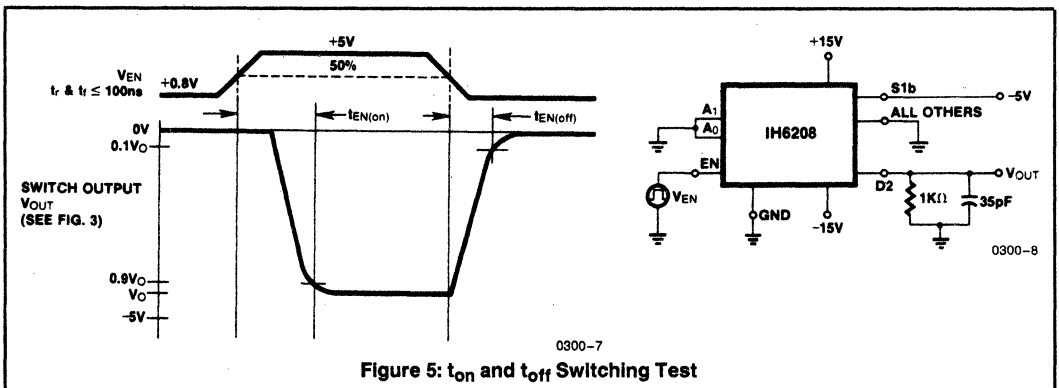 +5V
50%
VEN
tr & tf ≤ 100ns
+0.8V
tEN(on)
tEN(off)
0V
0.1VO
SWITCH OUTPUT
VOUT
(SEE FIG. 3)
0.9VO
VO
-5V
0300-7
+15V
S1b
-5V
ALL OTHERS
A1
A0
IH6208
EN
VEN
D2
VOUT
1KΩ
35pF
GND
-15V
0300-8
Figure 5: ton and toff Switching Test